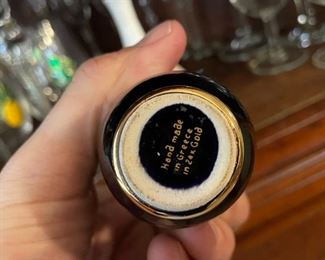 Hand made
in Greece
in 24K Gold